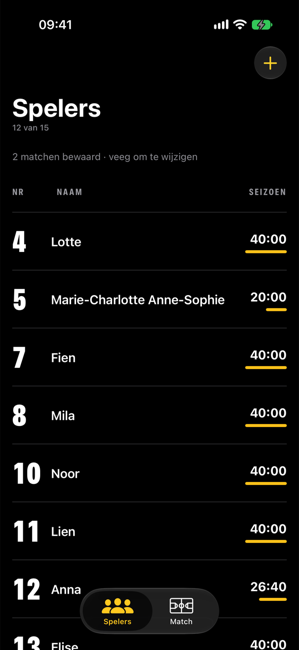 09:41
Spelers
12 van 15
2 matchen bewaard · veeg om te wijzigen
NR NAAM SEIZOEN
4 Lotte 40:00
5 Marie-Charlotte Anne-Sophie 20:00
7 Fien 40:00
8 Mila 40:00
10 Noor 40:00
11 Lien 40:00
12 Anna 26:40
Spelers Match
13 Elise 40:00